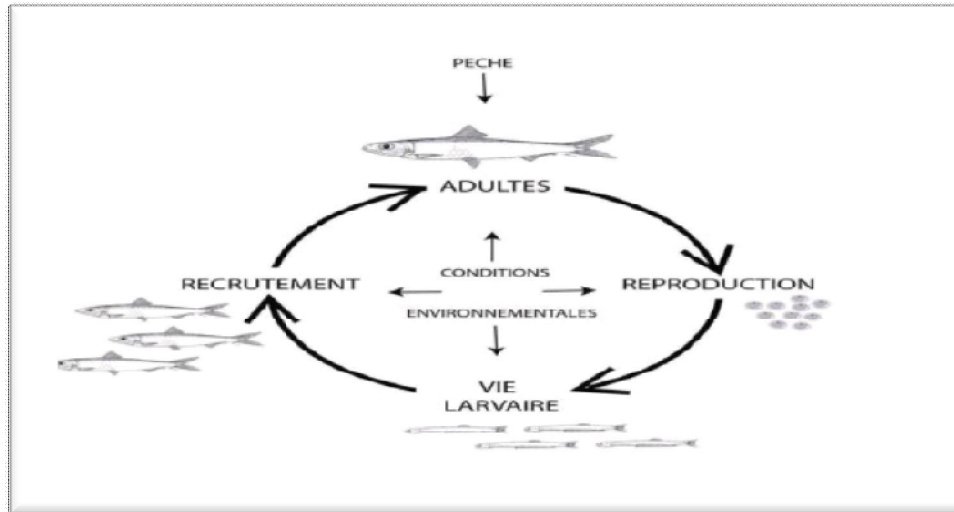 PECHE
ADULTES
RECRUTEMENT
CONDITIONS
ENVIRONNEMENTALES
REPRODUCTION
VIE
LARVAIRE